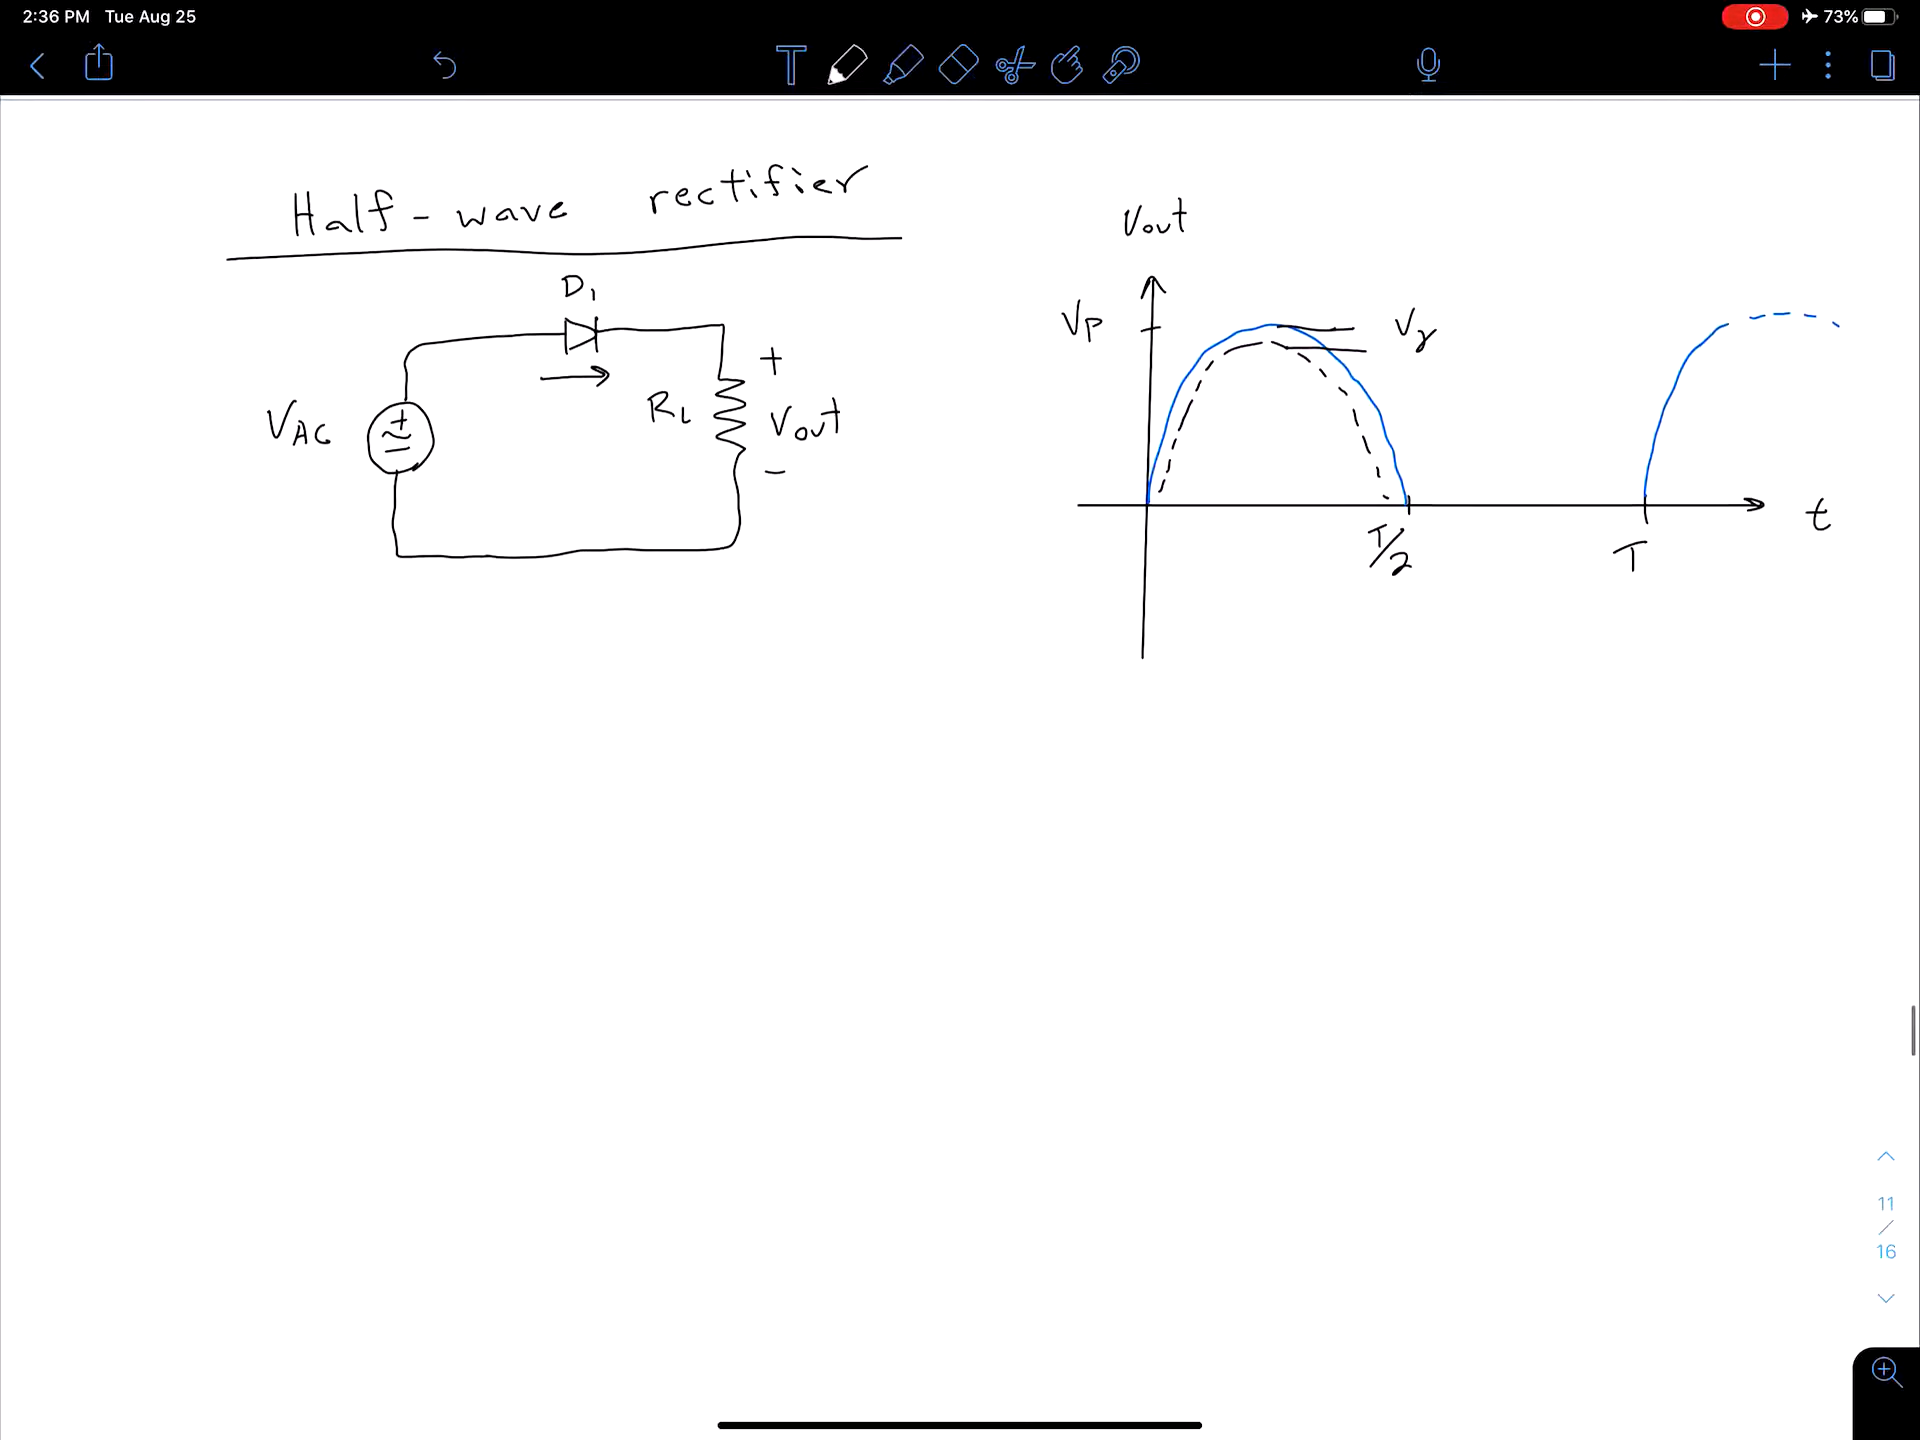 2:36 PM Tue Aug 25
73%
Half-wave rectifier
D1
VAC
RL
+
Vout
−
Vout
VP
Vγ
T/2
T
t
11
/
16